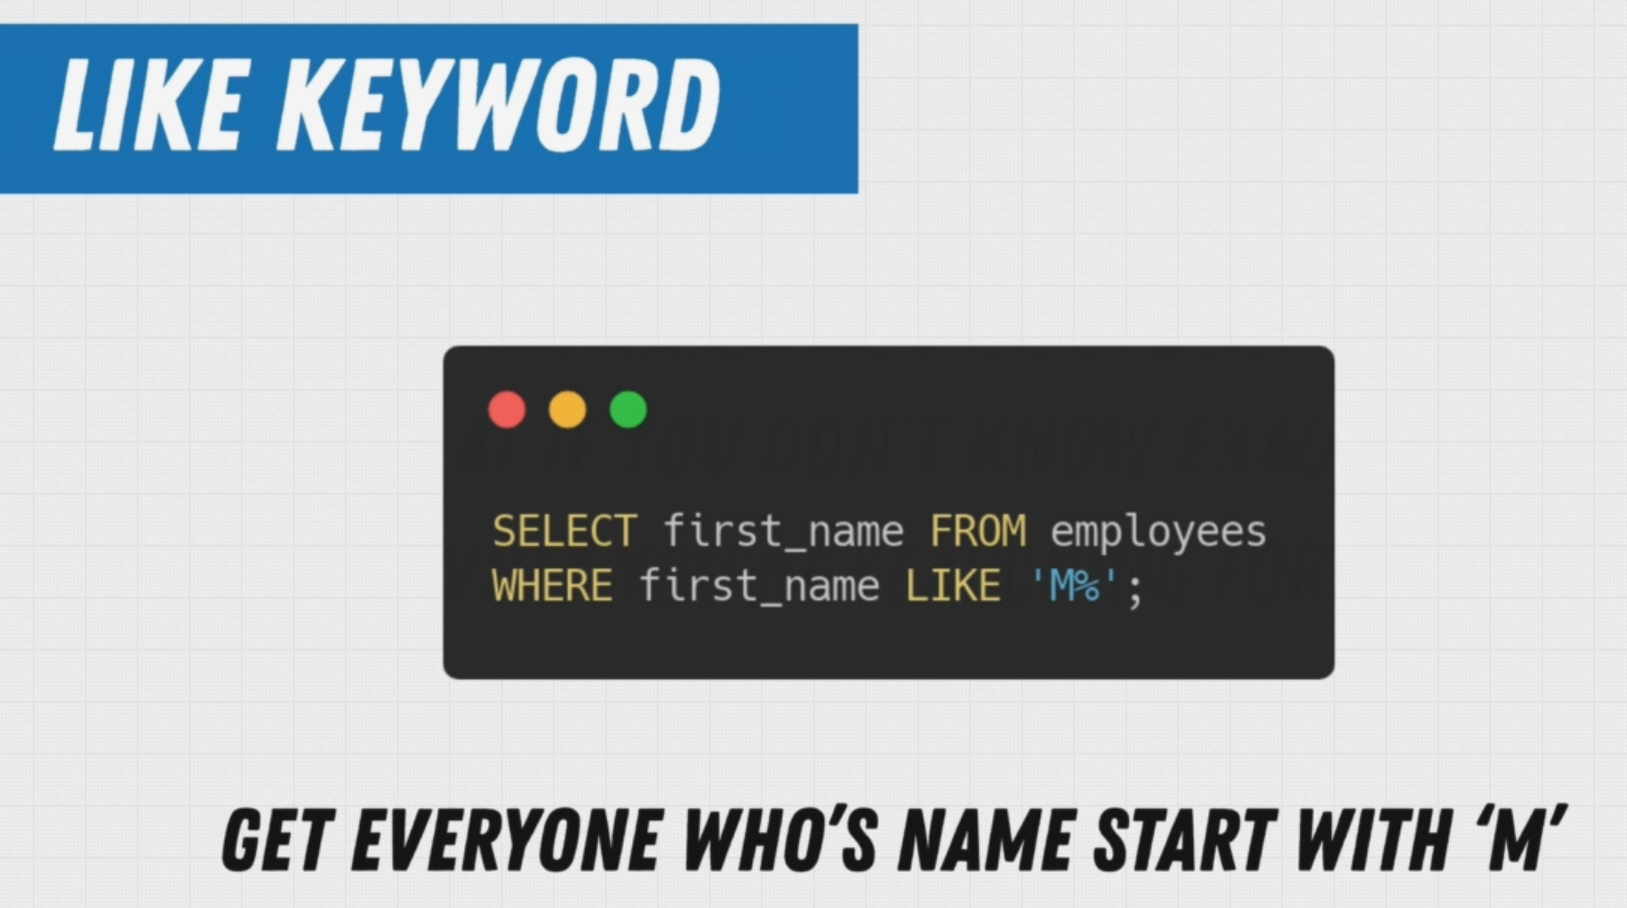 LIKE KEYWORD
SELECT first_name FROM employees
WHERE first_name LIKE 'M%';
GET EVERYONE WHO'S NAME START WITH ‘M’